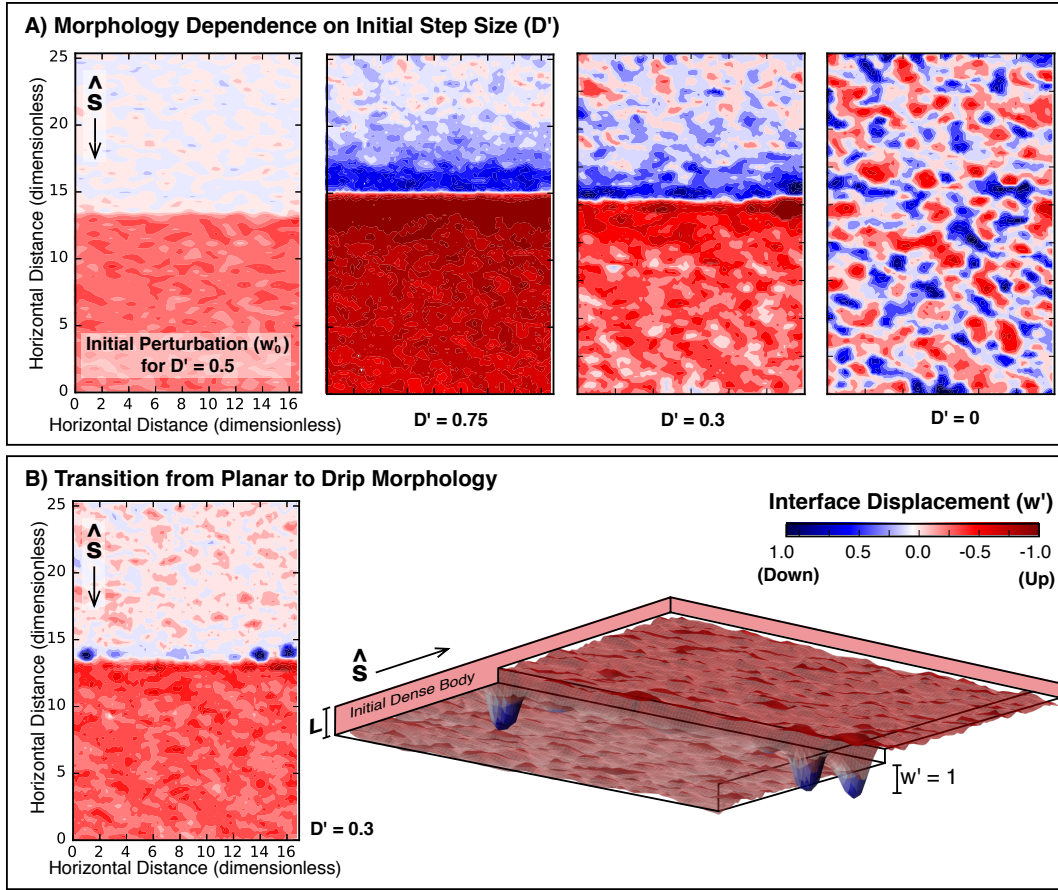 A) Morphology Dependence on Initial Step Size (D')
Horizontal Distance (dimensionless)
25
20
15
10
5
0
Ŝ
Initial Perturbation (w'₀)
for D' = 0.5
0 2 4 6 8 10 12 14 16
Horizontal Distance (dimensionless)
D' = 0.75
D' = 0.3
D' = 0
B) Transition from Planar to Drip Morphology
Horizontal Distance (dimensionless)
25
20
15
10
5
0
Ŝ
0 2 4 6 8 10 12 14 16
Horizontal Distance (dimensionless)
D' = 0.3
Interface Displacement (w')
1.0 0.5 0.0 -0.5 -1.0
(Down)
(Up)
Ŝ
Initial Dense Body
L
w' = 1